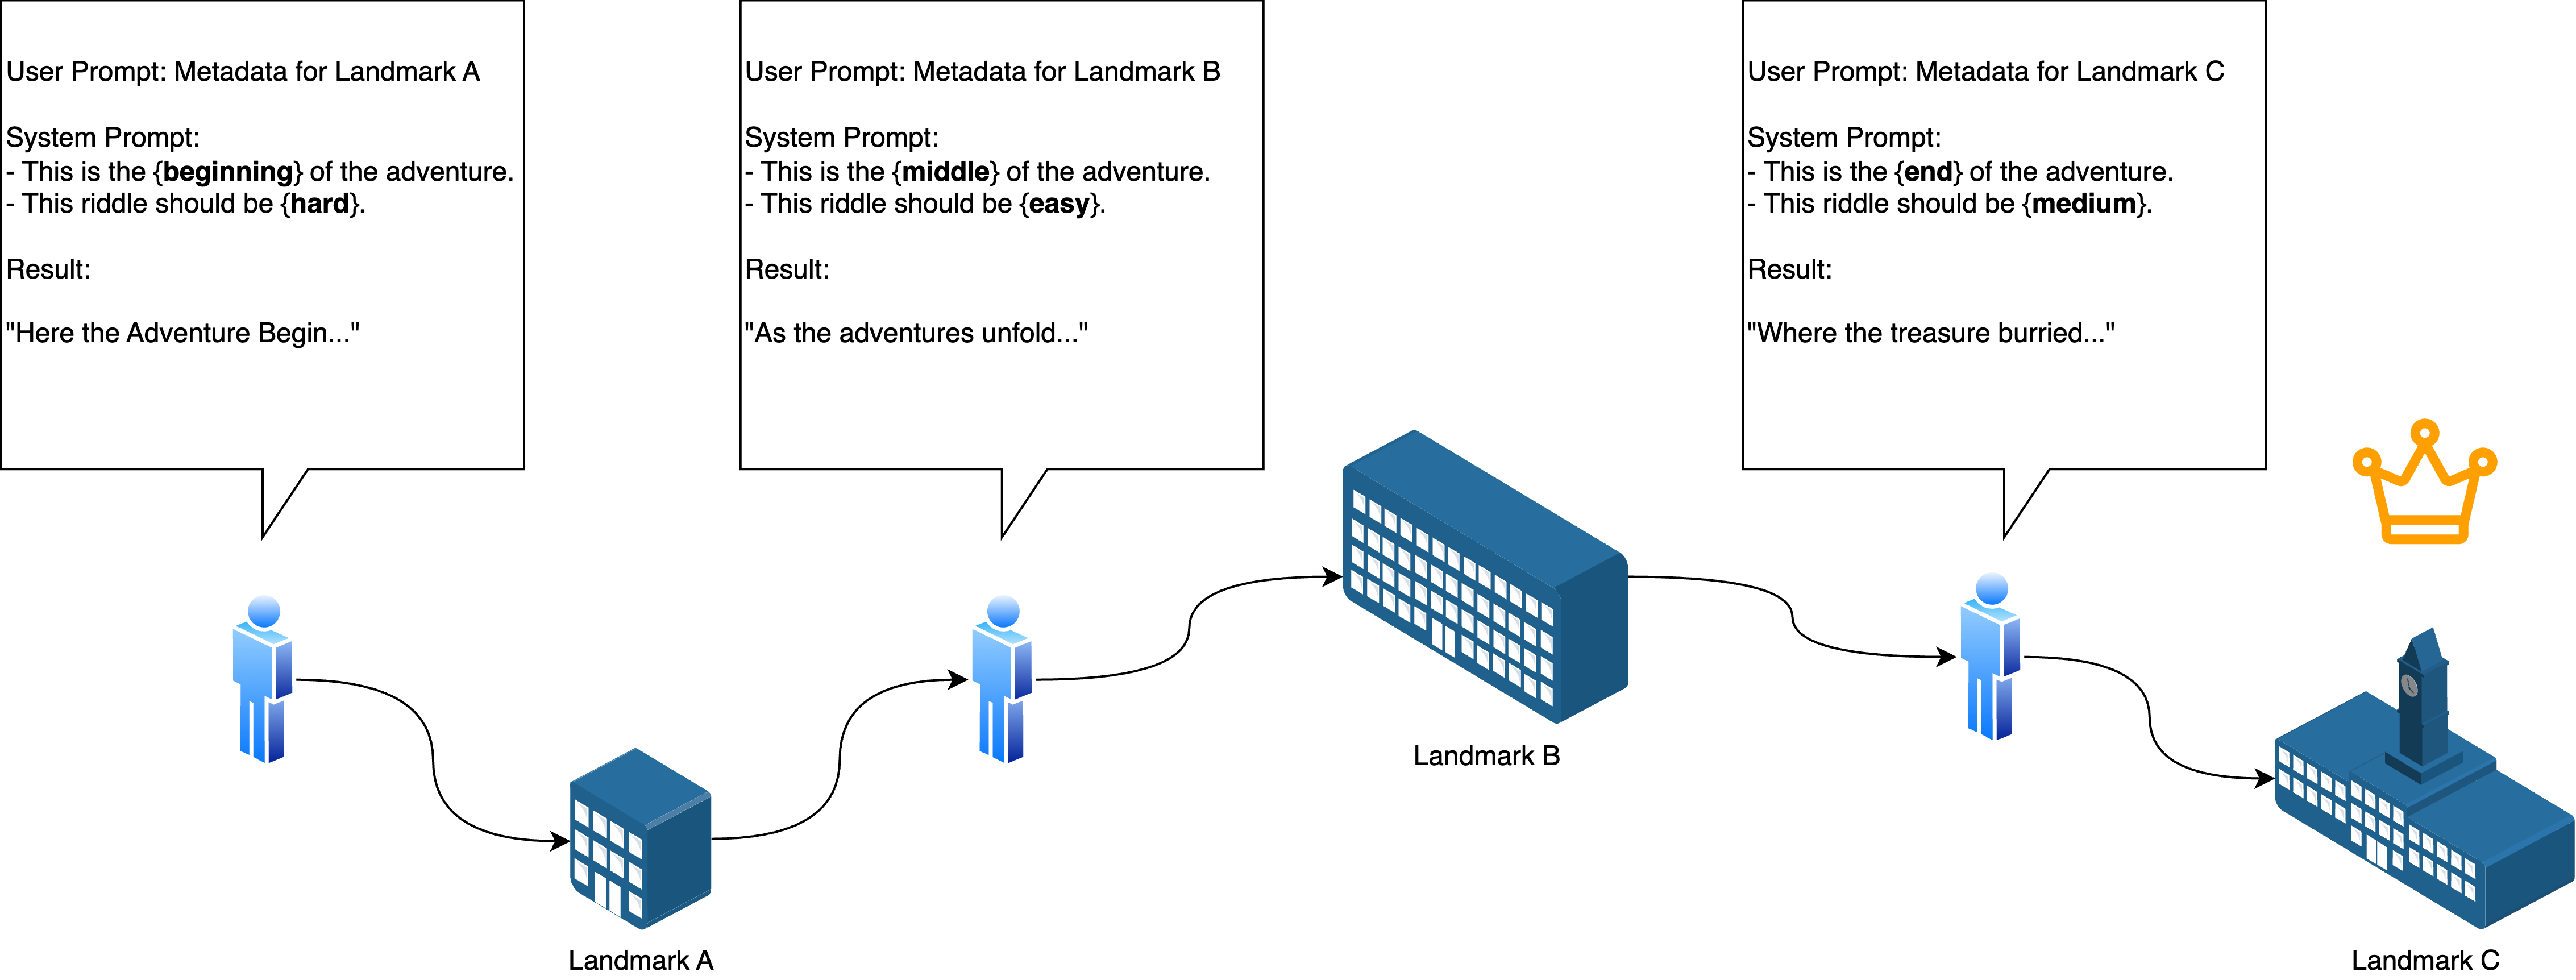 User Prompt: Metadata for Landmark A
System Prompt:
- This is the {beginning} of the adventure.
- This riddle should be {hard}.
Result:
"Here the Adventure Begin..."
User Prompt: Metadata for Landmark B
System Prompt:
- This is the {middle} of the adventure.
- This riddle should be {easy}.
Result:
"As the adventures unfold..."
User Prompt: Metadata for Landmark C
System Prompt:
- This is the {end} of the adventure.
- This riddle should be {medium}.
Result:
"Where the treasure burried..."
Landmark A
Landmark B
Landmark C